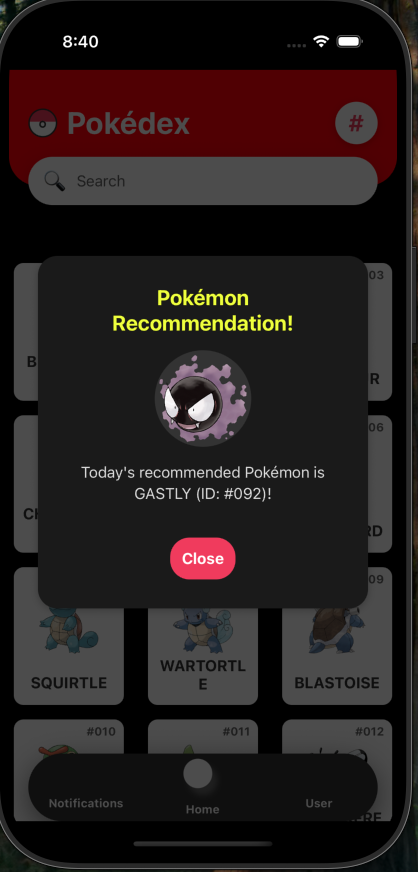 8:40
Pokédex
#
Search
03
Pokémon
Recommendation!
B
R
06
Today's recommended Pokémon is
GASTLY (ID: #092)!
CH
RD
Close
09
SQUIRTLE
WARTORTL
E
BLASTOISE
#010
#011
#012
Notifications
Home
User